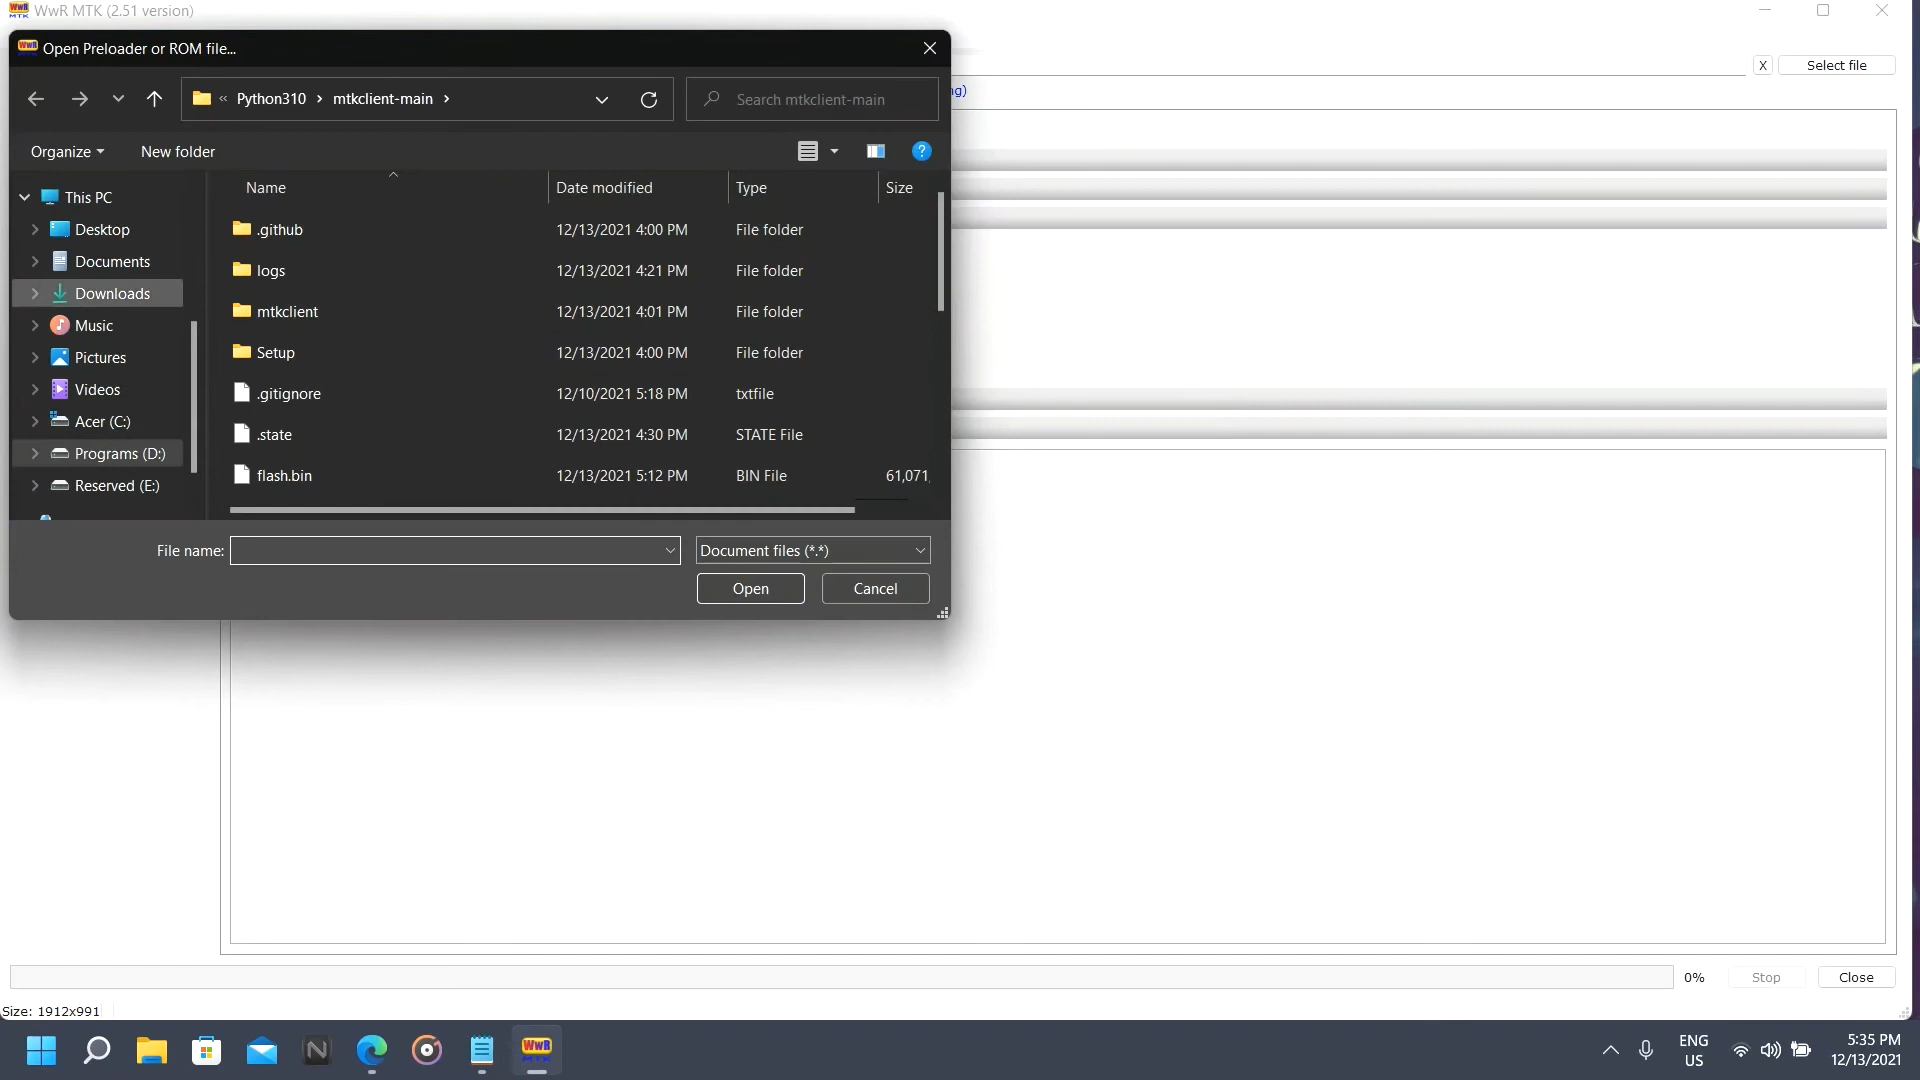 WwR MTK (2.51 version)
Open Preloader or ROM file...
« Python310 › mtkclient-main ›
Search mtkclient-main
X
Select file
ng)
Organize
New folder
?
Name
Date modified
Type
Size
This PC
Desktop
Documents
Downloads
Music
Pictures
Videos
Acer (C:)
Programs (D:)
Reserved (E:)
.github 12/13/2021 4:00 PM File folder
logs 12/13/2021 4:21 PM File folder
mtkclient 12/13/2021 4:01 PM File folder
Setup 12/13/2021 4:00 PM File folder
.gitignore 12/10/2021 5:18 PM txtfile
.state 12/13/2021 4:30 PM STATE File
flash.bin 12/13/2021 5:12 PM BIN File 61,071,
File name:
Document files (*.*)
Open
Cancel
0%
Stop
Close
Size: 1912x991
WwR
MTK
ENG
US
5:35 PM
12/13/2021